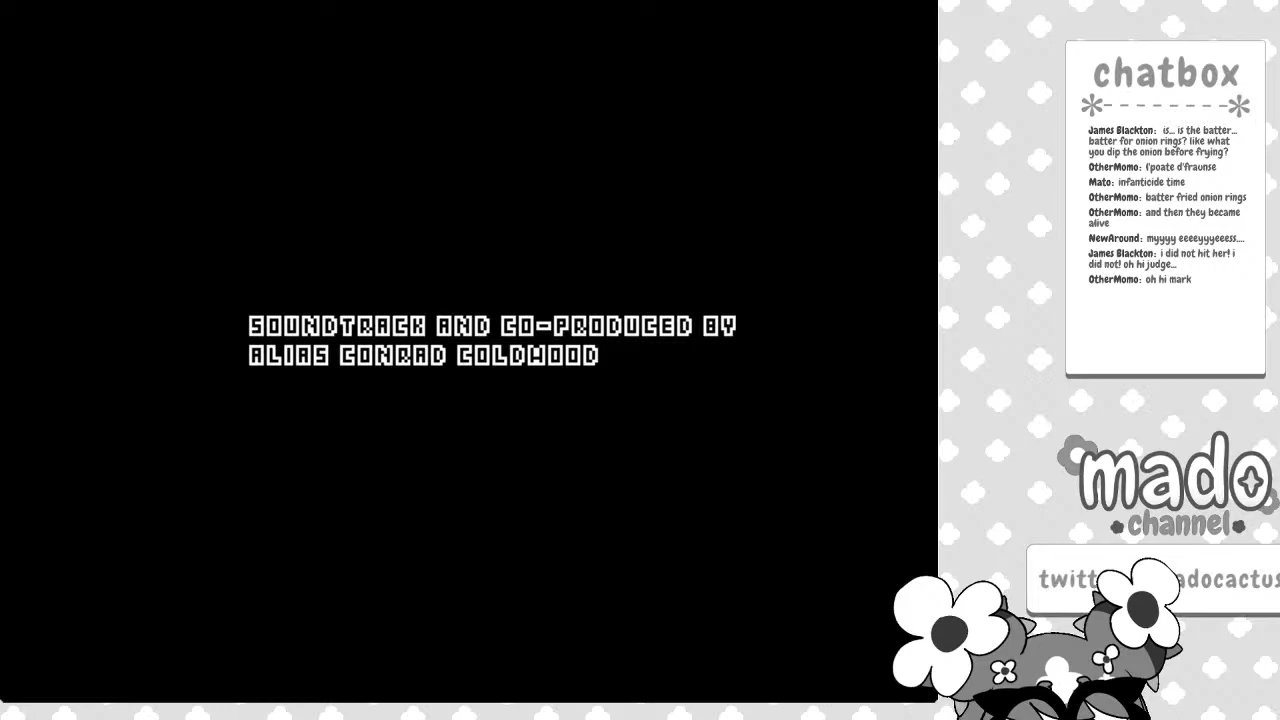 SOUNDTRACK AND CO-PRODUCED BY
ALIAS CONRAD COLDWOOD
chatbox
*--------*
James Blackton: is... is the batter...
batter for onion rings? like what
you dip the onion before frying?
OtherMomo: l'poate d'fraunse
Mato: infanticide time
OtherMomo: batter fried onion rings
OtherMomo: and then they became
alive
NewAround: myyyy eeeeyyyeeess....
James Blackton: i did not hit her! i
did not! oh hi judge...
OtherMomo: oh hi mark
mado
channel
twitt adocactus